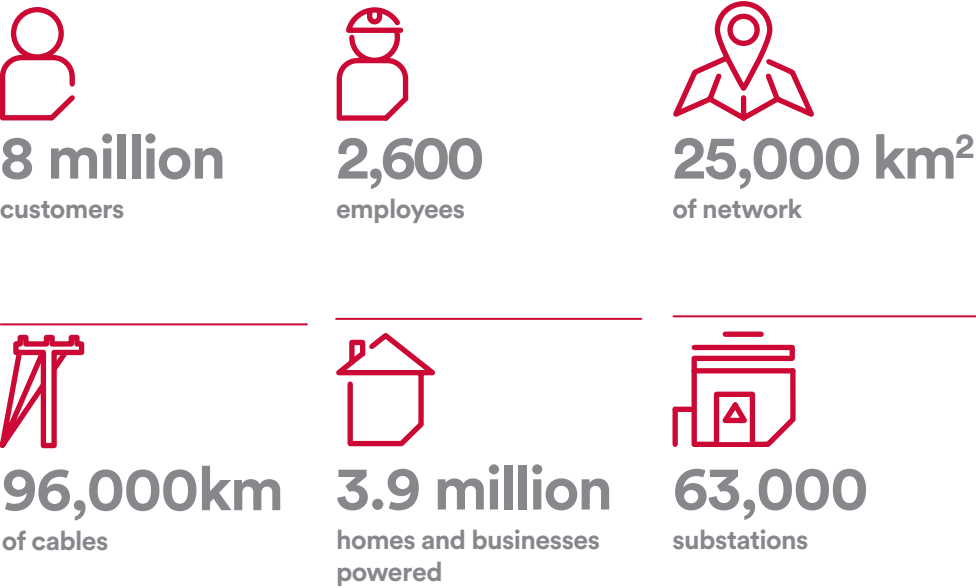 8 million
customers
2,600
employees
25,000 km²
of network
96,000km
of cables
3.9 million
homes and businesses
powered
63,000
substations